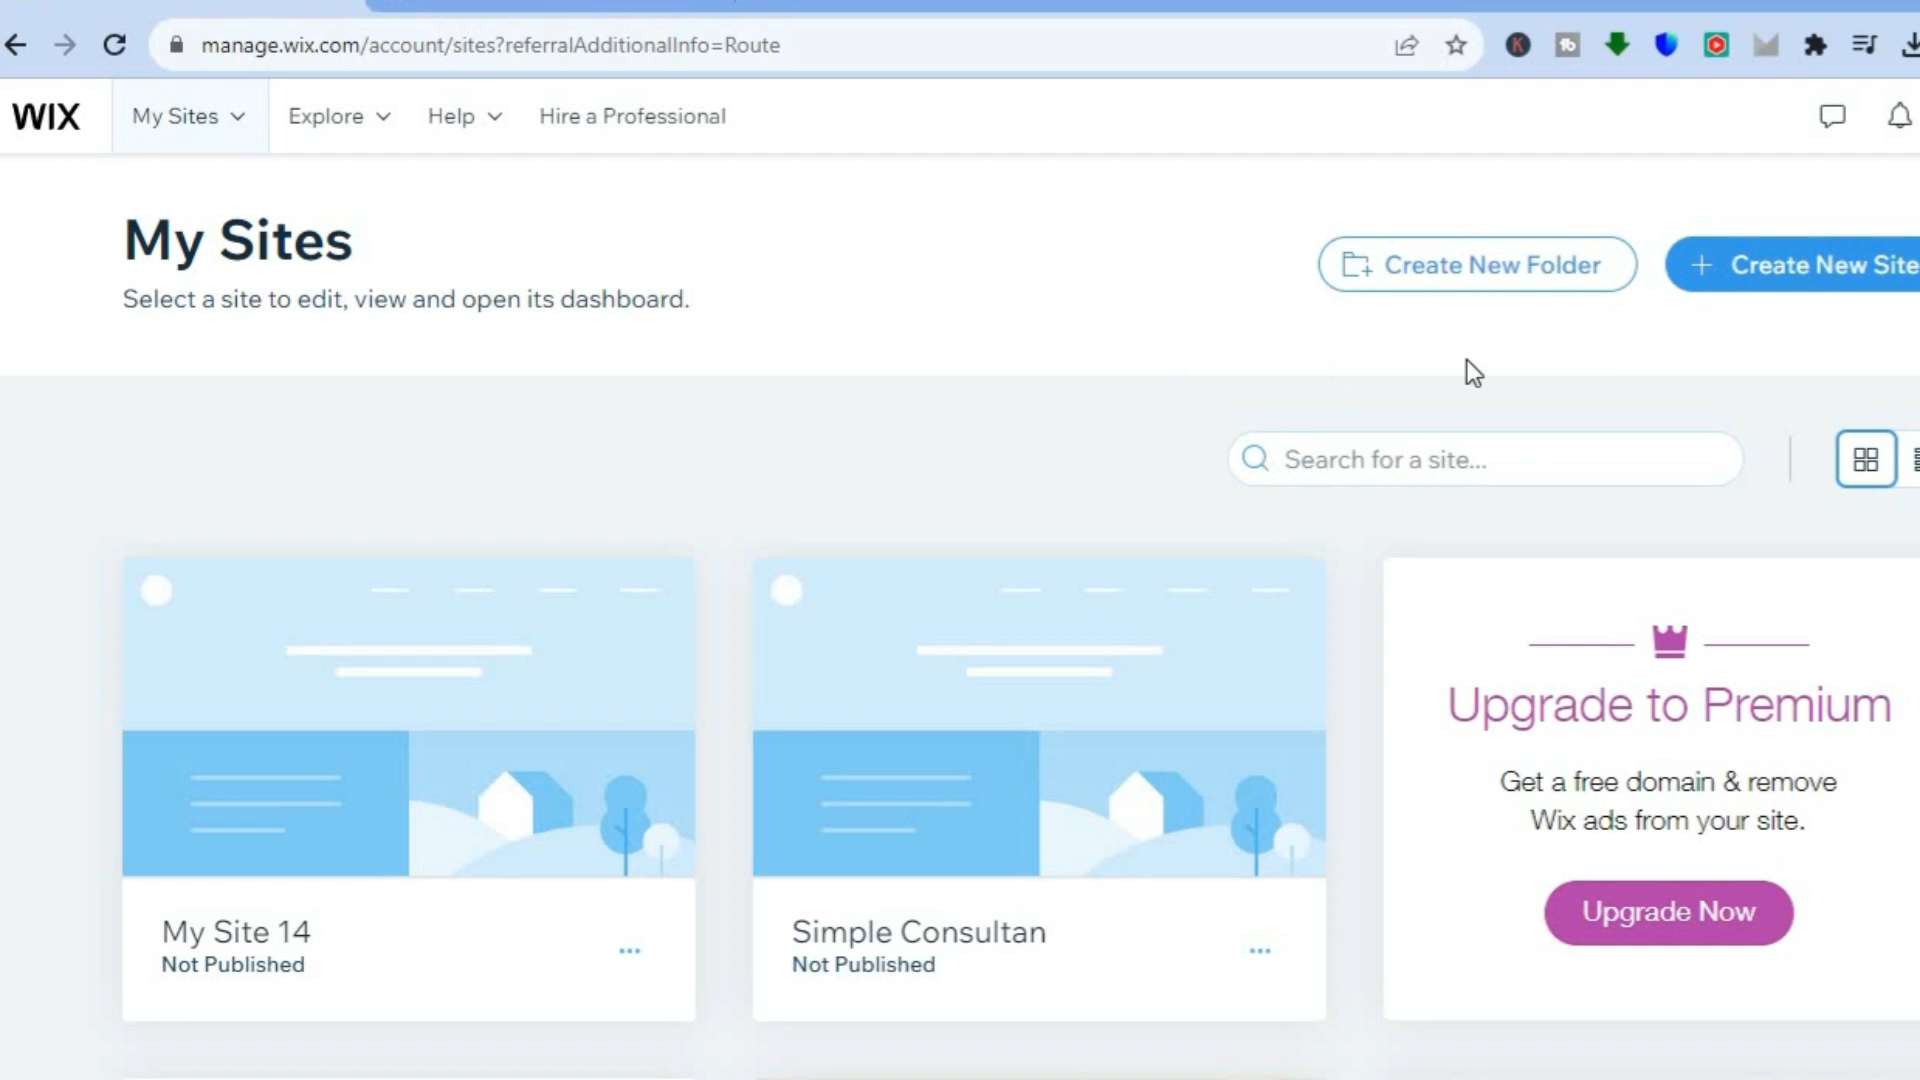 manage.wix.com/account/sites?referralAdditionalInfo=Route
WIX
My Sites
Explore
Help
Hire a Professional
My Sites
Select a site to edit, view and open its dashboard.
Create New Folder
+ Create New Site
Search for a site...
My Site 14
Not Published
...
Simple Consultan
Not Published
...
Upgrade to Premium
Get a free domain & remove
Wix ads from your site.
Upgrade Now